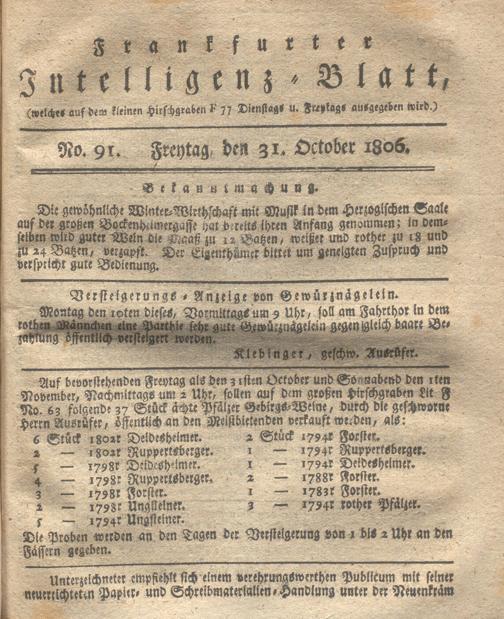 Frankfurter
Intelligenz-Blatt,
(welches auf dem kleinen Hirschgraben F 77 Dienstags u. Freytags ausgegeben wird.)
No. 91. Freytag, den 31. October 1806.
Bekanntmachung.
Die gewöhnliche Winter-Wirthschaft mit Musik in dem Herzogischen Saale
auf der großen Bockenheimergasse hat bereits ihren Anfang genommen; in dem-
selben wird guter Wein die Maaß zu 12 Batzen, weißer und rother zu 18 und
zu 24 Batzen, verzapft. Der Eigenthümer bittet um geneigten Zuspruch und
verspricht gute Bedienung.
Versteigerungs-Anzeige von Gewürznägelein.
Montag den 10ten dieses, Vormittags um 9 Uhr, soll am Fahrthor in dem
rothen Männchen eine Parthie sehr gute Gewürznägelein gegen gleich baare Be-
zahlung öffentlich versteigert werden.
Klebinger, geschw. Ausrüfer.
Auf bevorstehenden Freytag als den 31sten October und Sonnabend den 1ten
November, Nachmittags um 2 Uhr, sollen auf dem großen Hirschgraben Lit F
No. 63 folgende 37 Stück ächte Pfälzer Gebirgs-Weine, durch die geschworne
Herrn Ausrüfer, öffentlich an den Meistbietenden verkauft werden, als:
6 Stück 1802r Deidesheimer. 2 Stück 1794r Forster.
2 — 1802r Ruppertsberger. 1 — 1794r Ruppertsberger.
5 — 1798r Deidesheimer. 1 — 1794r Deidesheimer.
4 — 1798r Ruppertsberger. 2 — 1788r Forster.
3 — 1798r Forster. 1 — 1783r Forster.
2 — 1798r Ungsteiner. 3 — 1794r rother Pfälzer.
5 — 1794r Ungsteiner.
Die Proben werden an den Tagen der Versteigerung von 1 bis 2 Uhr an den
Fässern gegeben.
Unterzeichneter empfiehlt sich einem verehrungswerthen Publicum mit seiner
neuerrichteten Papier- und Schreibmaterialien-Handlung unter der Neuenkräm